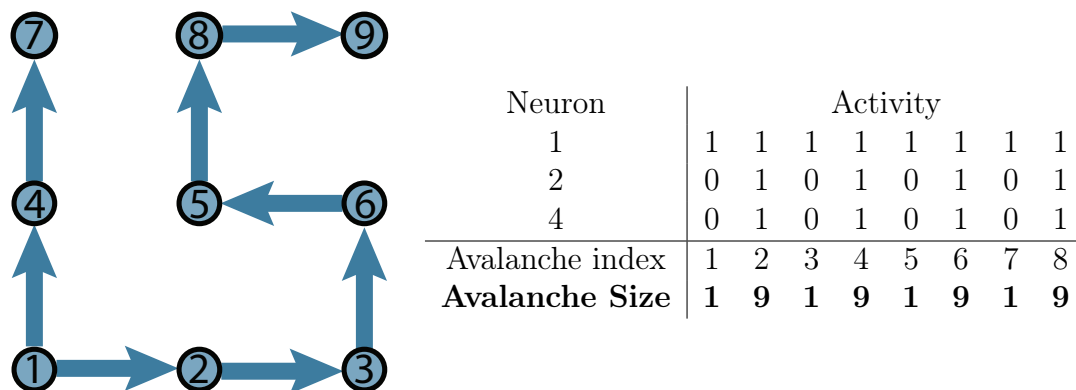 7 8 9
4 5 6
1 2 3
Neuron Activity
1 1 1 1 1 1 1 1 1
2 0 1 0 1 0 1 0 1
4 0 1 0 1 0 1 0 1
Avalanche index 1 2 3 4 5 6 7 8
Avalanche Size 1 9 1 9 1 9 1 9